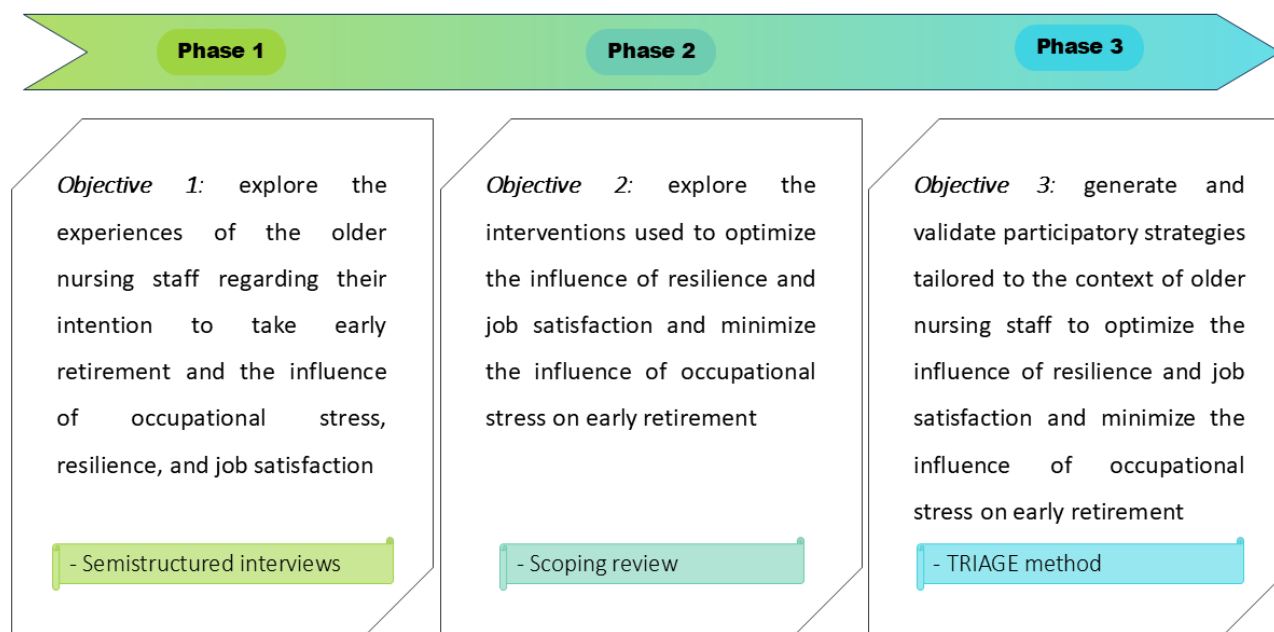 Phase 1
Phase 2
Phase 3
Objective 1: explore the
experiences of the older
nursing staff regarding their
intention to take early
retirement and the influence
of occupational stress,
resilience, and job satisfaction
- Semistructured interviews
Objective 2: explore the
interventions used to optimize
the influence of resilience and
job satisfaction and minimize
the influence of occupational
stress on early retirement
- Scoping review
Objective 3: generate and
validate participatory strategies
tailored to the context of older
nursing staff to optimize the
influence of resilience and job
satisfaction and minimize the
influence of occupational
stress on early retirement
- TRIAGE method